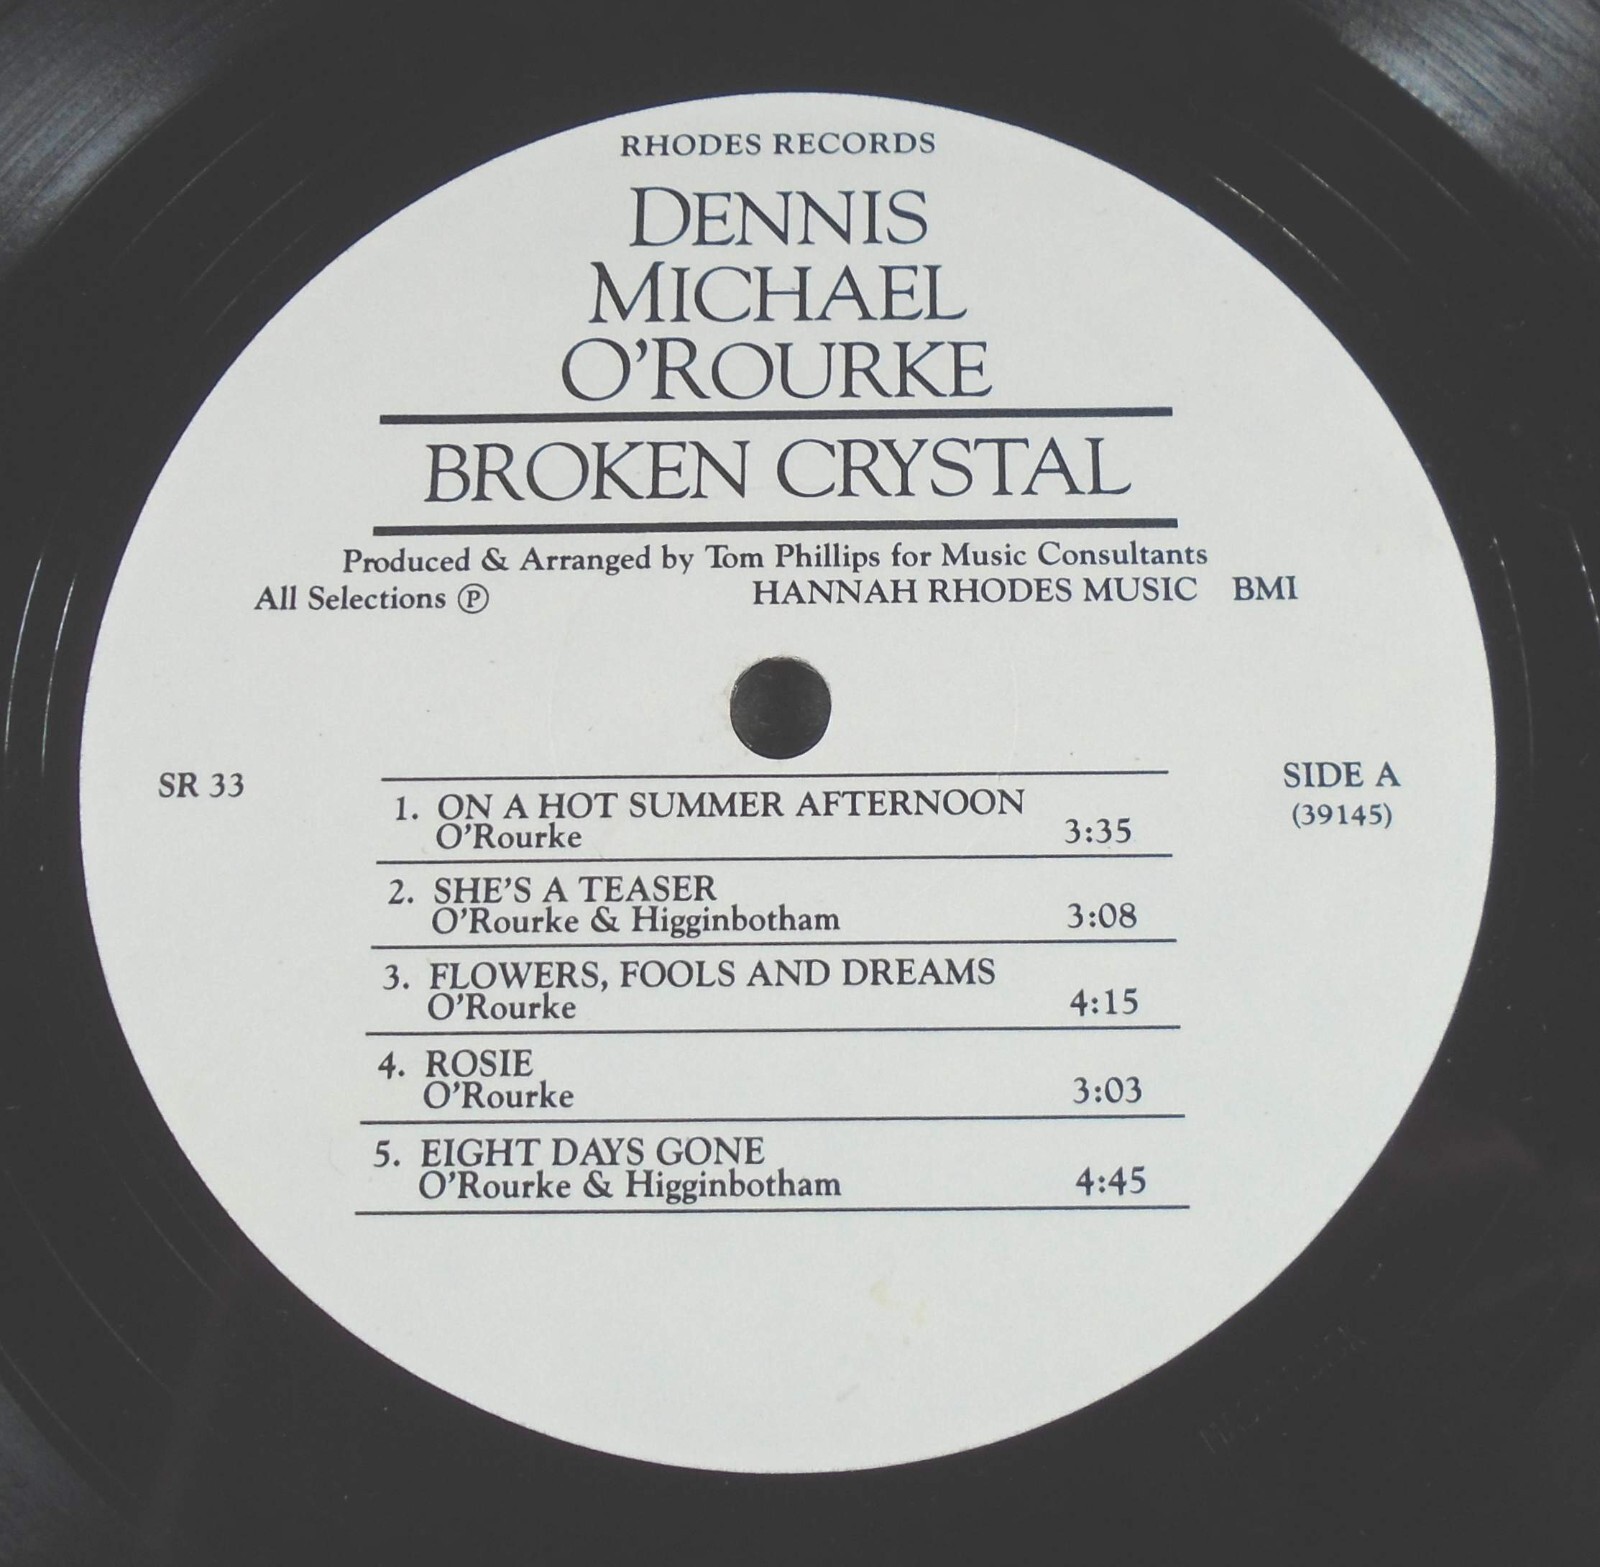 RHODES RECORDS
DENNIS
MICHAEL
O'ROURKE
BROKEN CRYSTAL
Produced & Arranged by Tom Phillips for Music Consultants
All Selections Ⓟ HANNAH RHODES MUSIC BMI
SR 33
SIDE A
(39145)
1. ON A HOT SUMMER AFTERNOON
O'Rourke 3:35
2. SHE'S A TEASER
O'Rourke & Higginbotham 3:08
3. FLOWERS, FOOLS AND DREAMS
O'Rourke 4:15
4. ROSIE
O'Rourke 3:03
5. EIGHT DAYS GONE
O'Rourke & Higginbotham 4:45